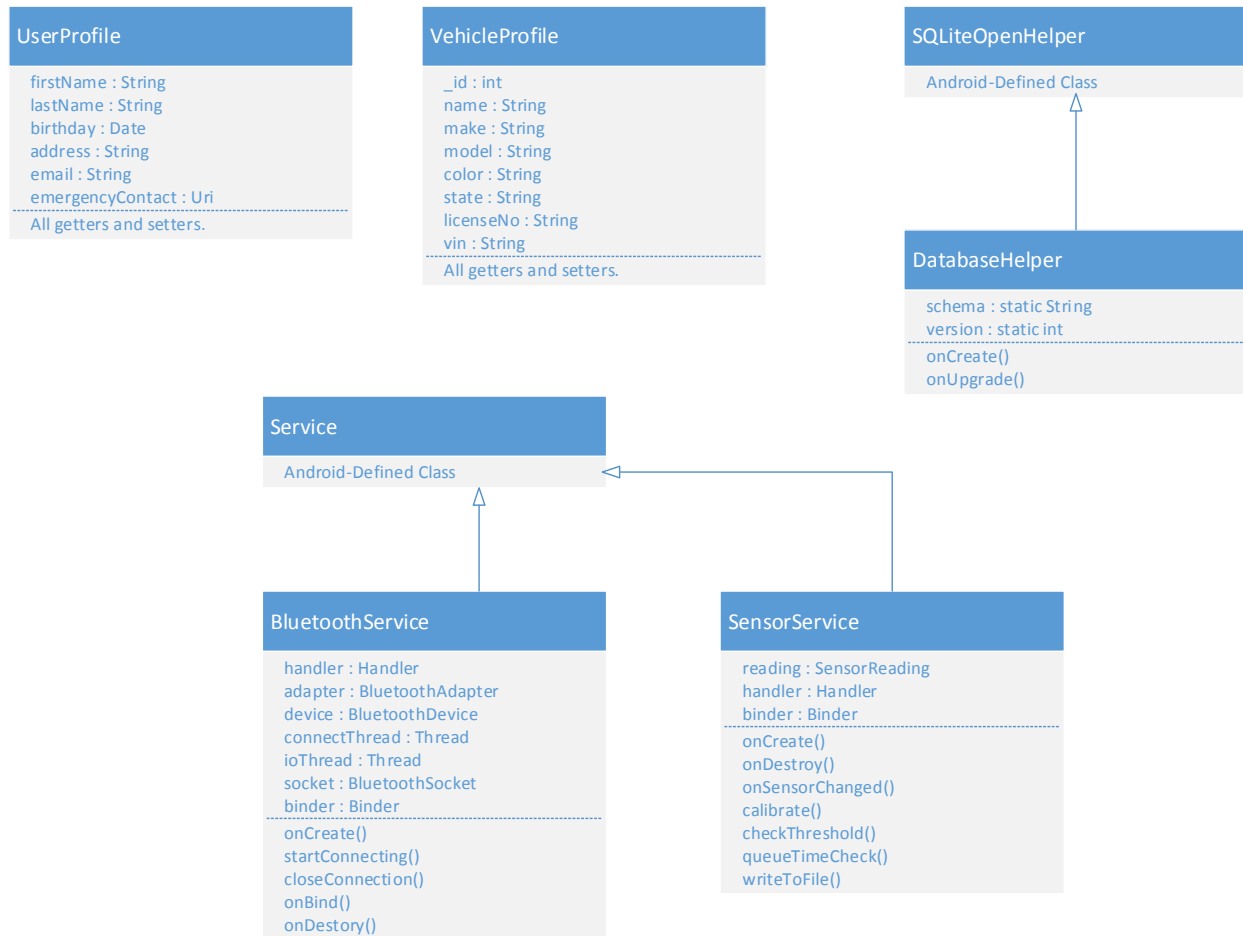 UserProfile
firstName : String
lastName : String
birthday : Date
address : String
email : String
emergencyContact : Uri
All getters and setters.
VehicleProfile
_id : int
name : String
make : String
model : String
color : String
state : String
licenseNo : String
vin : String
All getters and setters.
SQLiteOpenHelper
Android-Defined Class
DatabaseHelper
schema : static String
version : static int
onCreate()
onUpgrade()
Service
Android-Defined Class
BluetoothService
handler : Handler
adapter : BluetoothAdapter
device : BluetoothDevice
connectThread : Thread
ioThread : Thread
socket : BluetoothSocket
binder : Binder
onCreate()
startConnecting()
closeConnection()
onBind()
onDestory()
SensorService
reading : SensorReading
handler : Handler
binder : Binder
onCreate()
onDestroy()
onSensorChanged()
calibrate()
checkThreshold()
queueTimeCheck()
writeToFile()